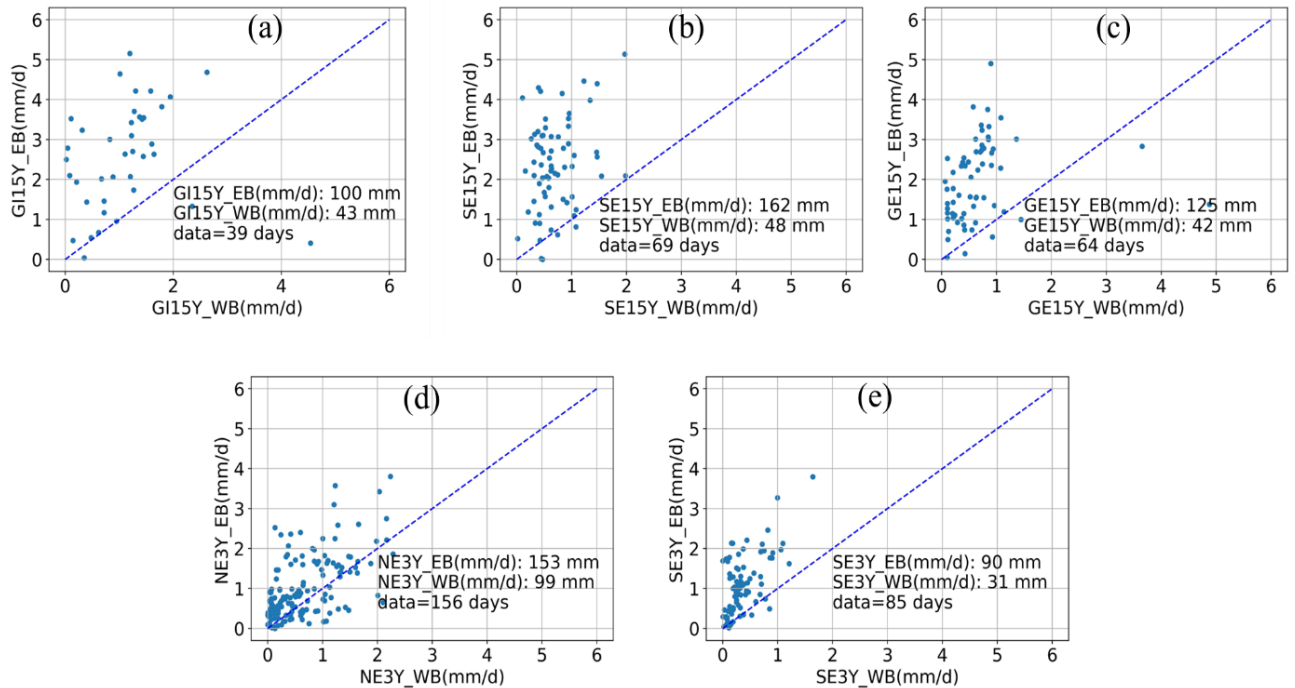 (a)
6
5
4
3
2
1
0
GI15Y_EB(mm/d)
GI15Y_EB(mm/d): 100 mm
GI15Y_WB(mm/d): 43 mm
data=39 days
0 2 4 6
GI15Y_WB(mm/d)
(b)
6
5
4
3
2
1
0
SE15Y_EB(mm/d)
SE15Y_EB(mm/d): 162 mm
SE15Y_WB(mm/d): 48 mm
data=69 days
0 1 2 3 4 5 6
SE15Y_WB(mm/d)
(c)
6
5
4
3
2
1
0
GE15Y_EB(mm/d)
GE15Y_EB(mm/d): 125 mm
GE15Y_WB(mm/d): 42 mm
data=64 days
0 1 2 3 4 5 6
GE15Y_WB(mm/d)
(d)
6
5
4
3
2
1
0
NE3Y_EB(mm/d)
NE3Y_EB(mm/d): 153 mm
NE3Y_WB(mm/d): 99 mm
data=156 days
0 1 2 3 4 5 6
NE3Y_WB(mm/d)
(e)
6
5
4
3
2
1
0
SE3Y_EB(mm/d)
SE3Y_EB(mm/d): 90 mm
SE3Y_WB(mm/d): 31 mm
data=85 days
0 1 2 3 4 5 6
SE3Y_WB(mm/d)